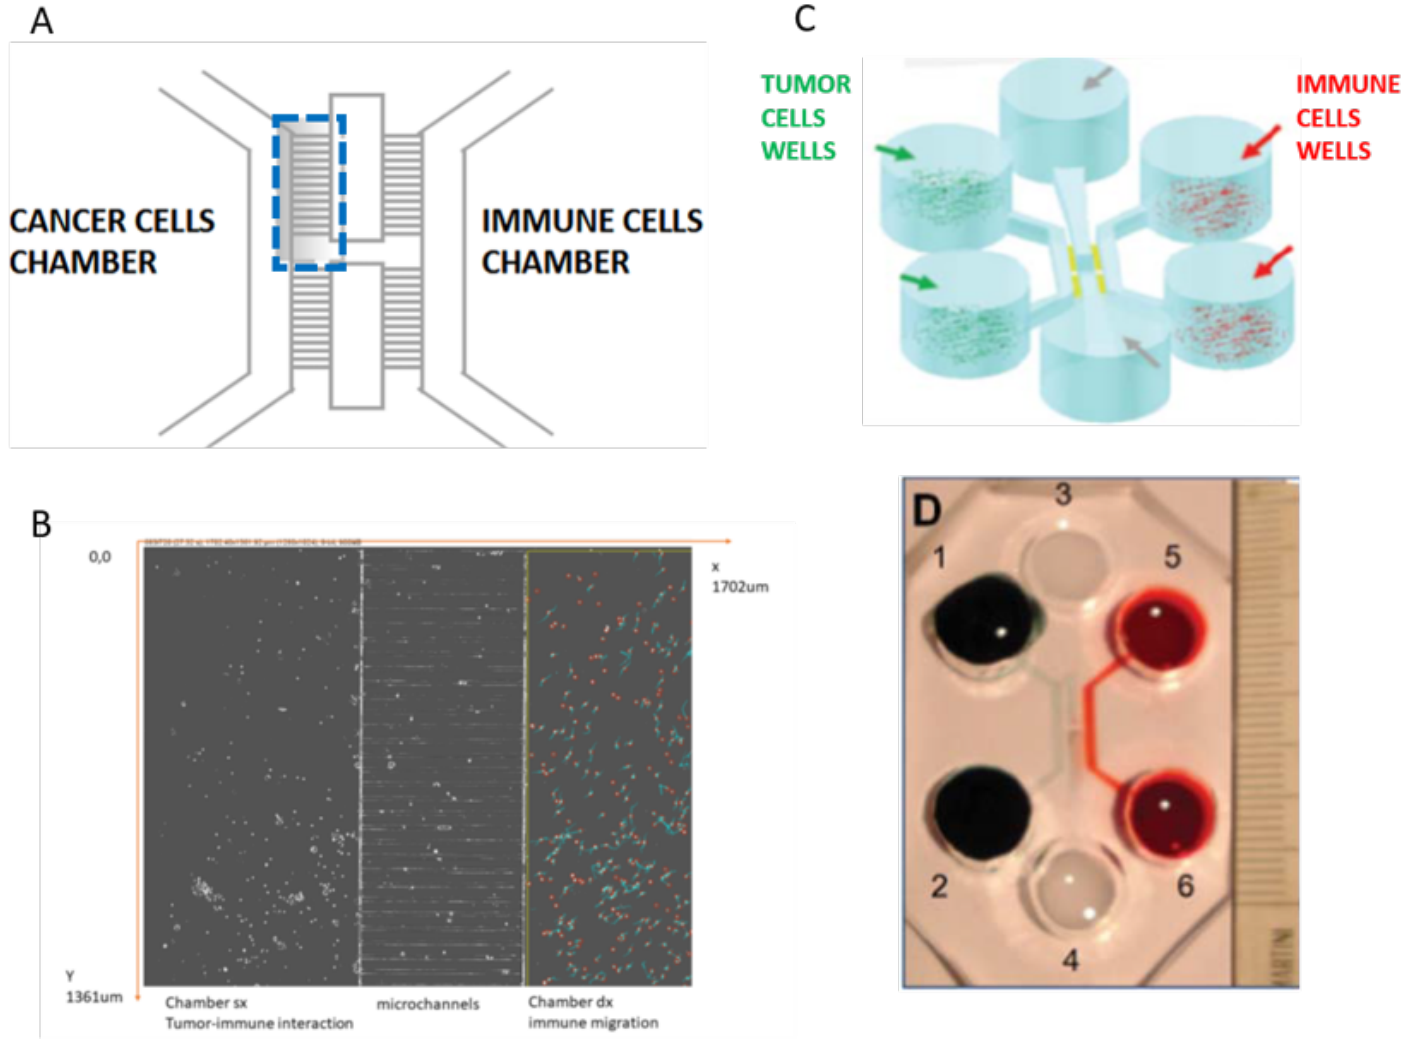 A
CANCER CELLS
CHAMBER
IMMUNE CELLS
CHAMBER
C
TUMOR
CELLS
WELLS
IMMUNE
CELLS
WELLS
B
0,0
x
1702um
Y
1361um
Chamber sx
Tumor-immune interaction
microchannels
Chamber dx
immune migration
D
3
1
5
2
6
4